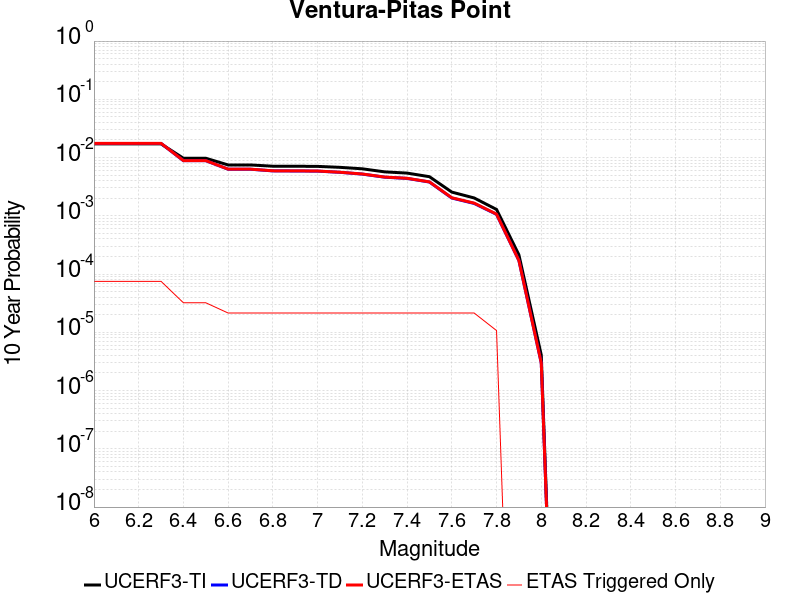 Ventura-Pitas Point
10 0
10 -1
10 -2
10 -3
10 -4
10 -5
10 -6
10 -7
10 -8
10 Year Probability
6 6.2 6.4 6.6 6.8 7 7.2 7.4 7.6 7.8 8 8.2 8.4 8.6 8.8 9
Magnitude
UCERF3-TI UCERF3-TD UCERF3-ETAS ETAS Triggered Only